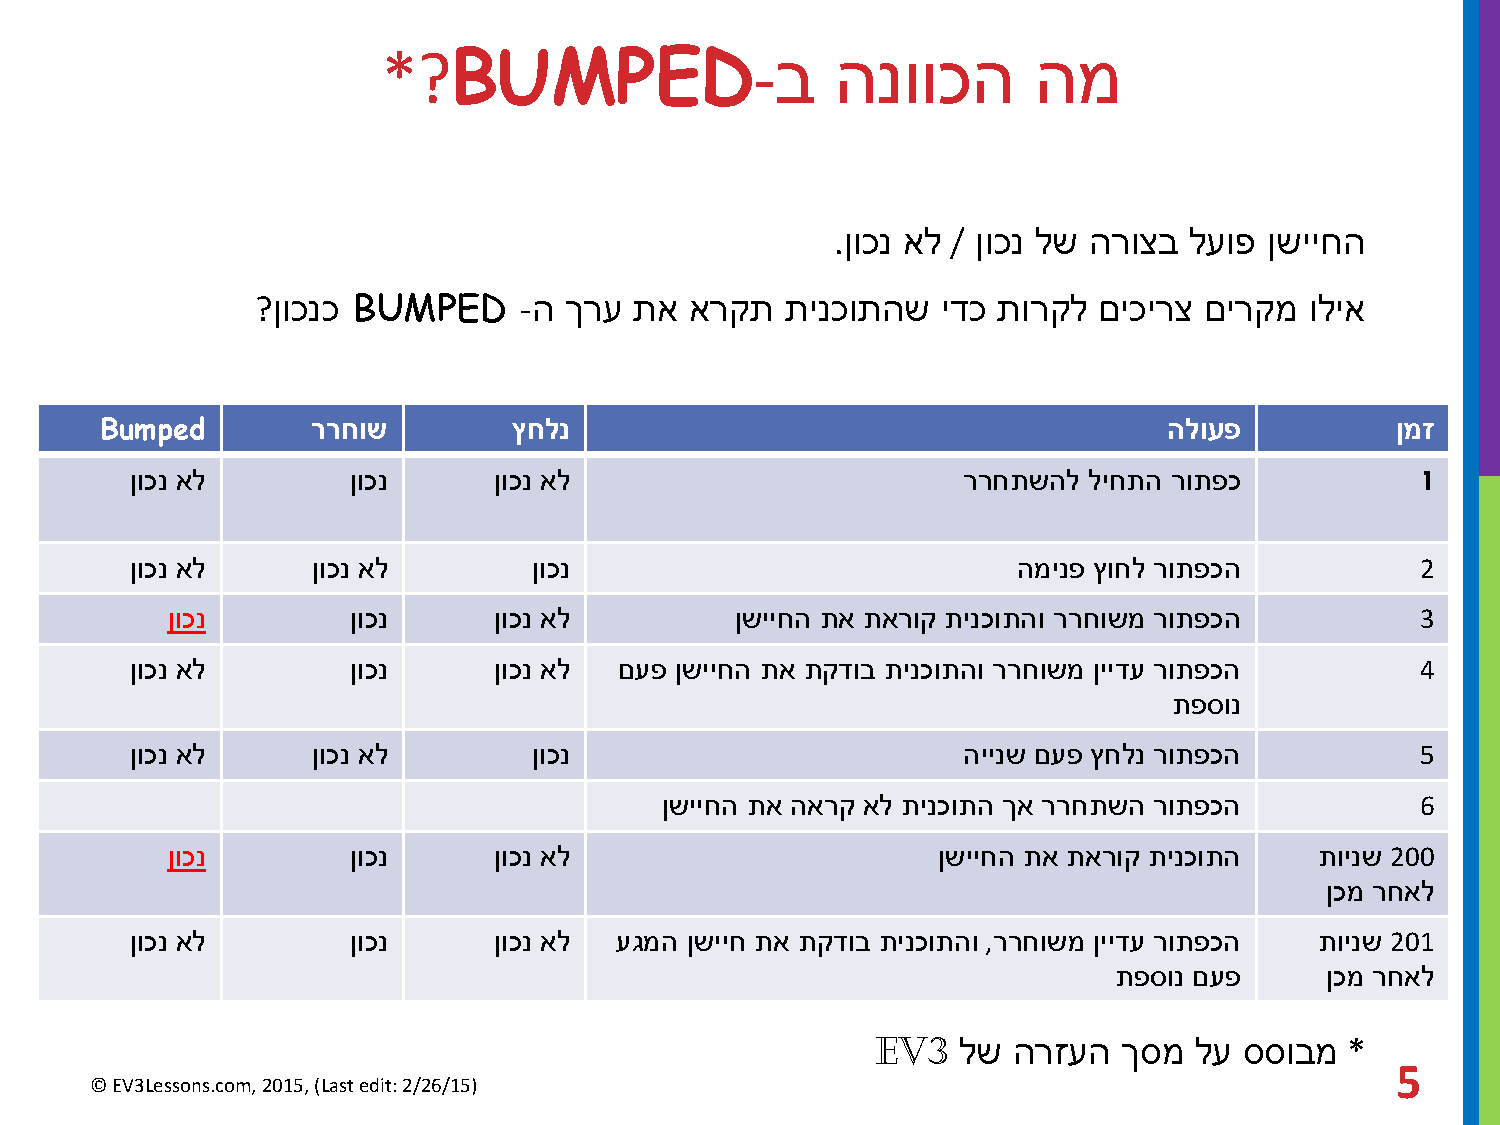 מה הכוונה ב-BUMPED?*
החיישן פועל בצורה של נכון / לא נכון.
אילו מקרים צריכים לקרות כדי שהתוכנית תקרא את ערך ה- BUMPED כנכון?
זמן פעולה נלחץ שוחרר Bumped
1 כפתור התחיל להשתחרר לא נכון נכון לא נכון
2 הכפתור לחוץ פנימה נכון לא נכון לא נכון
3 הכפתור משוחרר והתוכנית קוראת את החיישן לא נכון נכון נכון
4 הכפתור עדיין משוחרר והתוכנית בודקת את החיישן פעם לא נכון נכון לא נכון
נוספת
5 הכפתור נלחץ פעם שנייה נכון לא נכון לא נכון
6 הכפתור השתחרר אך התוכנית לא קראה את החיישן
200 שניות התוכנית קוראת את החיישן לא נכון נכון נכון
לאחר מכן
201 שניות הכפתור עדיין משוחרר, והתוכנית בודקת את חיישן המגע לא נכון נכון לא נכון
לאחר מכן פעם נוספת
* מבוסס על מסך העזרה של EV3
© EV3Lessons.com, 2015, (Last edit: 2/26/15)
5